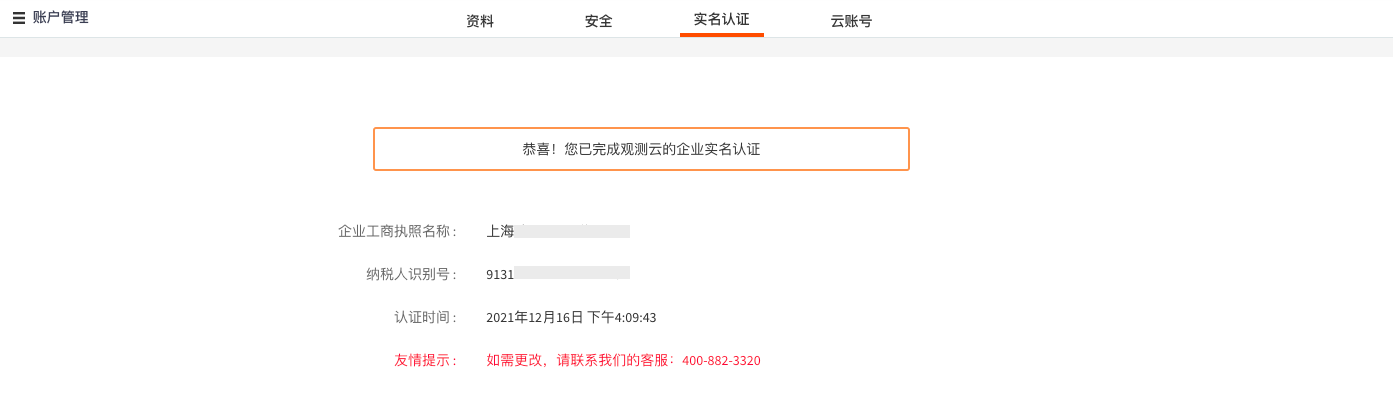 账户管理
资料 安全 实名认证 云账号
恭喜！您已完成观测云的企业实名认证
企业工商执照名称 : 上海
纳税人识别号 : 9131
认证时间 : 2021年12月16日 下午4:09:43
友情提示 : 如需更改，请联系我们的客服：400-882-3320